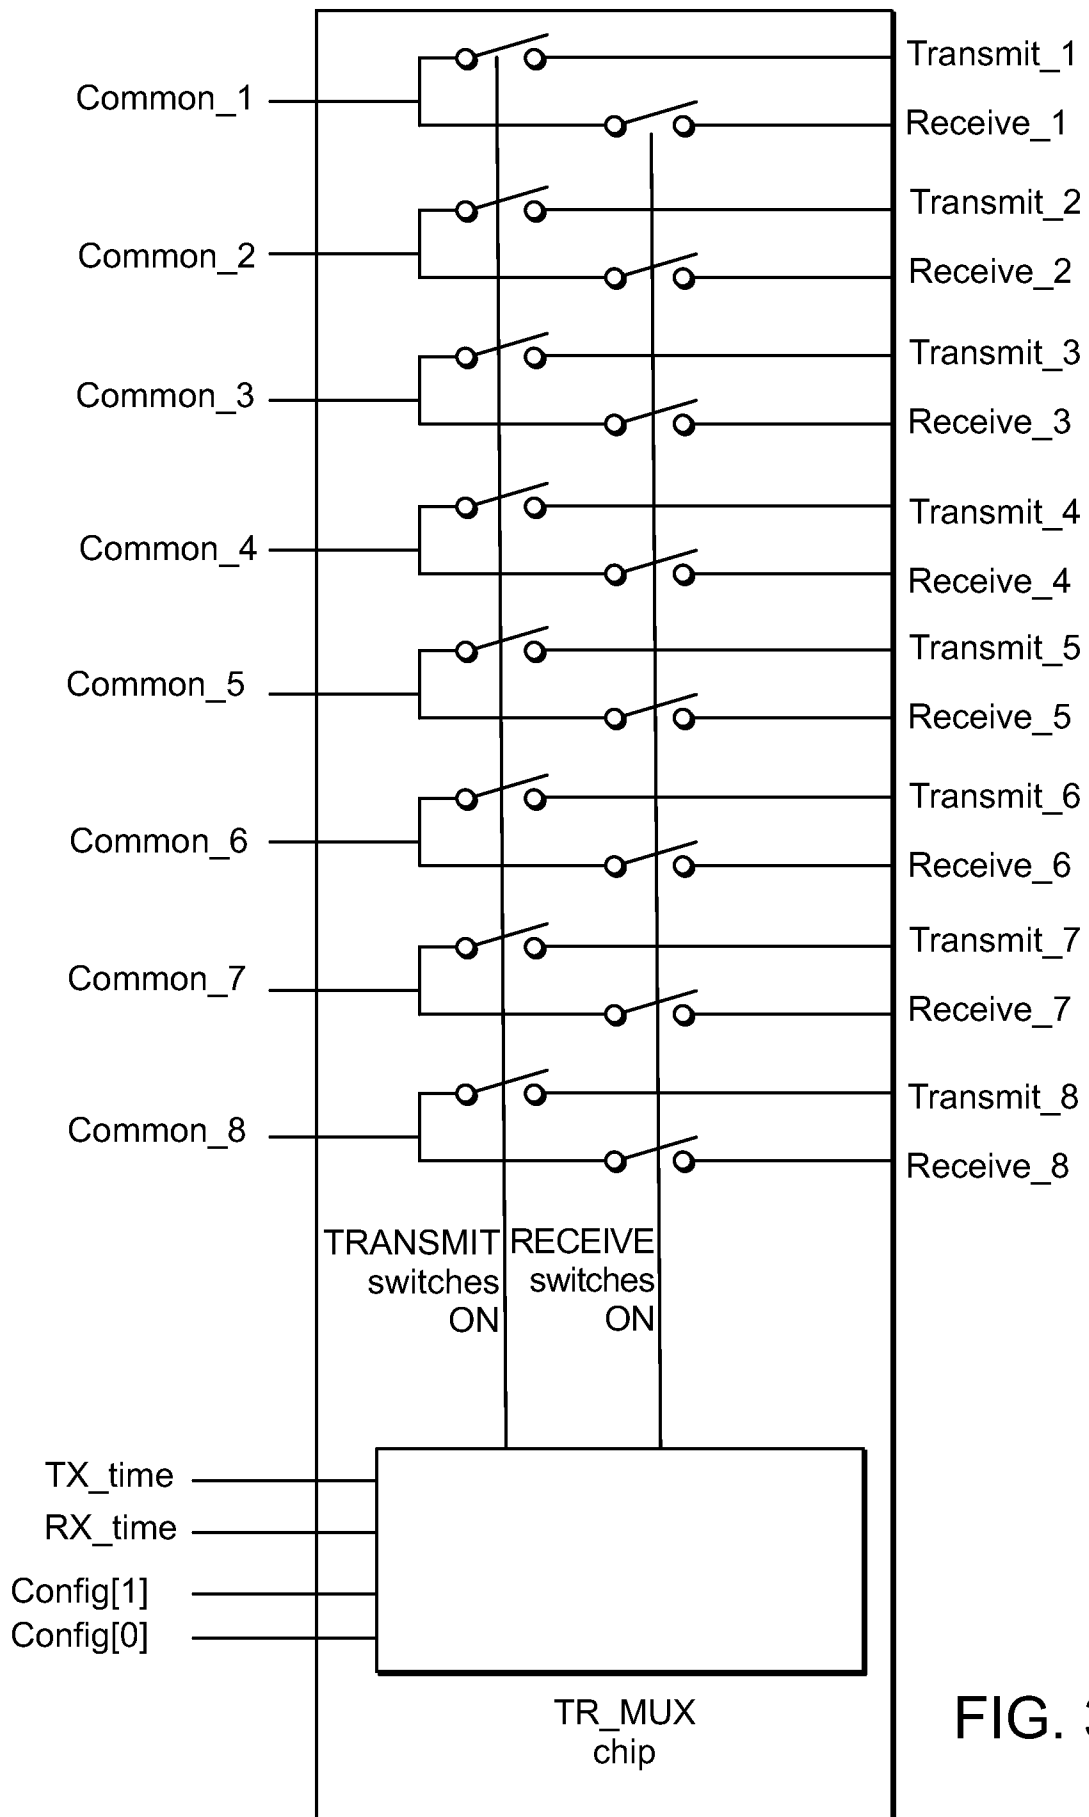 Transmit_1
Common_1
Receive_1
Transmit_2
Common_2
Receive_2
Transmit_3
Common_3
Receive_3
Transmit_4
Common_4
Receive_4
Transmit_5
Common_5
Receive_5
Transmit_6
Common_6
Receive_6
Transmit_7
Common_7
Receive_7
Transmit_8
Common_8
Receive_8
TRANSMIT
switches
ON
RECEIVE
switches
ON
TX_time
RX_time
Config[1]
Config[0]
TR_MUX
chip
FIG.